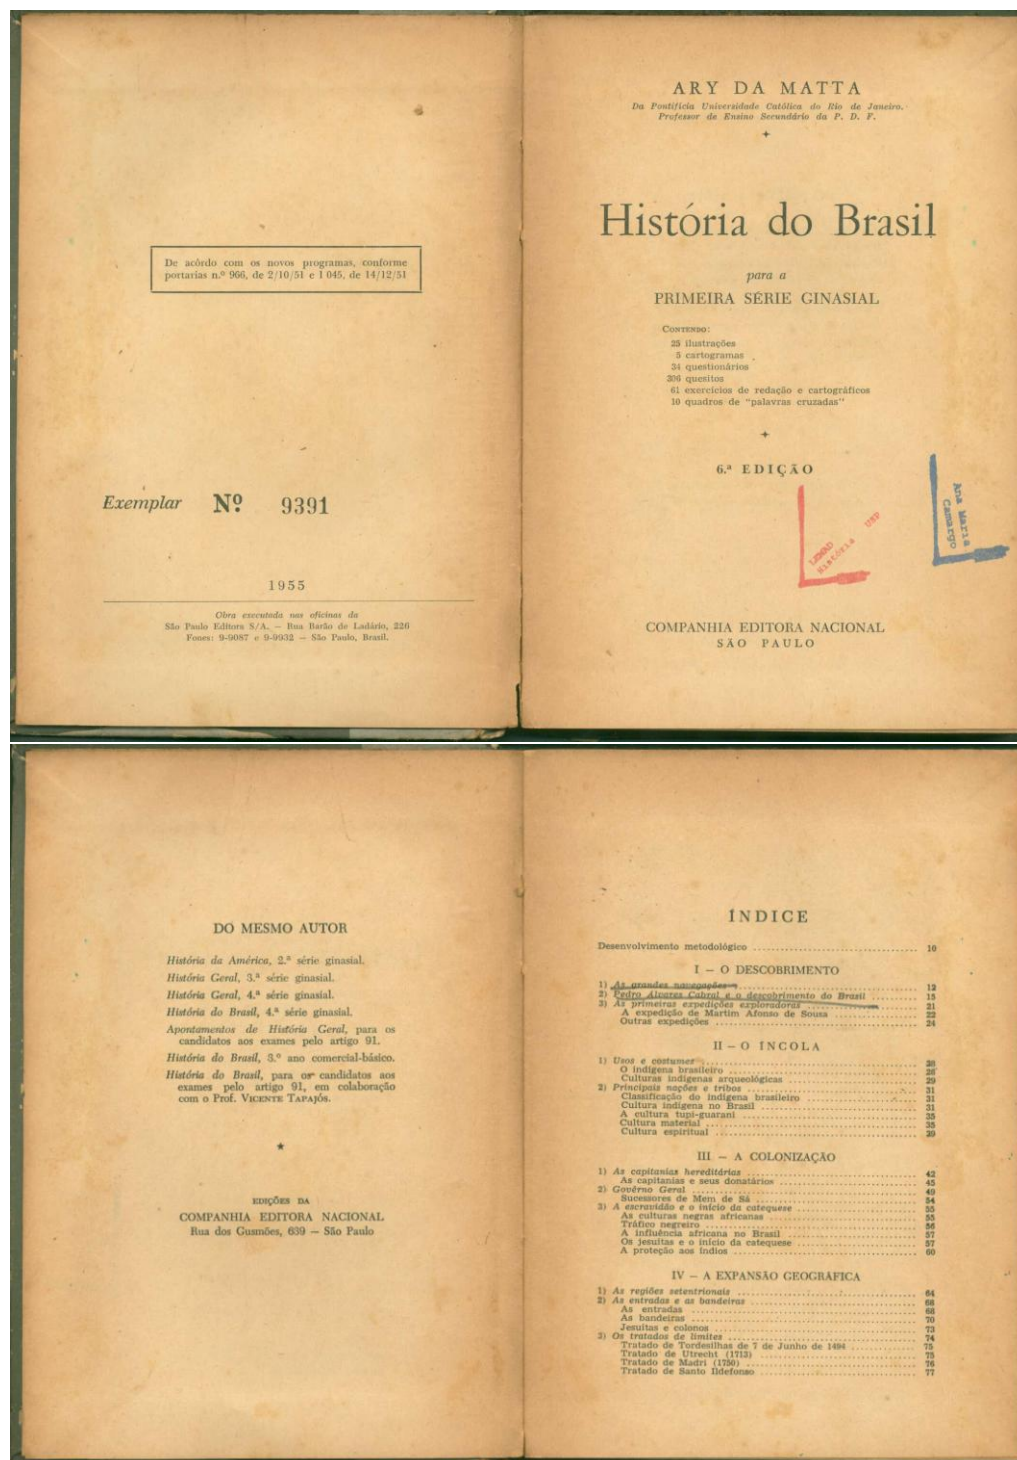 De acôrdo com os novos programas, conforme
portarias n.º 966, de 2/10/51 e 1 045, de 14/12/51
Exemplar Nº 9391
1955
Obra executada nas oficinas da
São Paulo Editora S/A. — Rua Barão de Ladário, 226
Fones: 9-9087 e 9-9932 — São Paulo, Brasil.
ARY DA MATTA
Da Pontifícia Universidade Católica do Rio de Janeiro.
Professor de Ensino Secundário da P. D. F.
História do Brasil
para a
PRIMEIRA SÉRIE GINASIAL
CONTENDO:
25 ilustrações
5 cartogramas
34 questionários
306 quesitos
61 exercícios de redação e cartográficos
10 quadros de "palavras cruzadas"
6.ª EDIÇÃO
LEMAD USP
História
Ana Maria
Camargo
COMPANHIA EDITORA NACIONAL
SÃO PAULO
DO MESMO AUTOR
História da América, 2.ª série ginasial.
História Geral, 3.ª série ginasial.
História Geral, 4.ª série ginasial.
História do Brasil, 4.ª série ginasial.
Apontamentos de História Geral, para os
candidatos aos exames pelo artigo 91.
História do Brasil, 3.º ano comercial-básico.
História do Brasil, para os candidatos aos
exames pelo artigo 91, em colaboração
com o Prof. VICENTE TAPAJÓS.
EDIÇÕES DA
COMPANHIA EDITORA NACIONAL
Rua dos Gusmões, 639 — São Paulo
ÍNDICE
Desenvolvimento metodológico 10
I — O DESCOBRIMENTO
1) As grandes navegações 12
2) Pedro Álvares Cabral e o descobrimento do Brasil 15
3) As primeiras expedições exploradoras 21
A expedição de Martim Afonso de Sousa 22
Outras expedições 24
II — O ÍNCOLA
1) Usos e costumes 28
O indígena brasileiro 28
Culturas indígenas arqueológicas 29
2) Principais nações e tribos 31
Classificação do indígena brasileiro 31
Cultura indígena no Brasil 31
A cultura tupi-guarani 35
Cultura material 35
Cultura espiritual 39
III — A COLONIZAÇÃO
1) As capitanias hereditárias 42
As capitanias e seus donatários 45
2) Govêrno Geral 49
Sucessores de Mem de Sá 54
3) A escravidão e o início da catequese 55
As culturas negras africanas 55
Tráfico negreiro 56
A influência africana no Brasil 57
Os jesuítas e o início da catequese 57
A proteção aos índios 60
IV — A EXPANSÃO GEOGRÁFICA
1) As regiões setentrionais 64
2) As entradas e as bandeiras 68
As entradas 68
As bandeiras 70
Jesuítas e colonos 73
3) Os tratados de limites 74
Tratado de Tordesilhas de 7 de Junho de 1494 75
Tratado de Utrecht (1713) 75
Tratado de Madri (1750) 76
Tratado de Santo Ildefonso 77